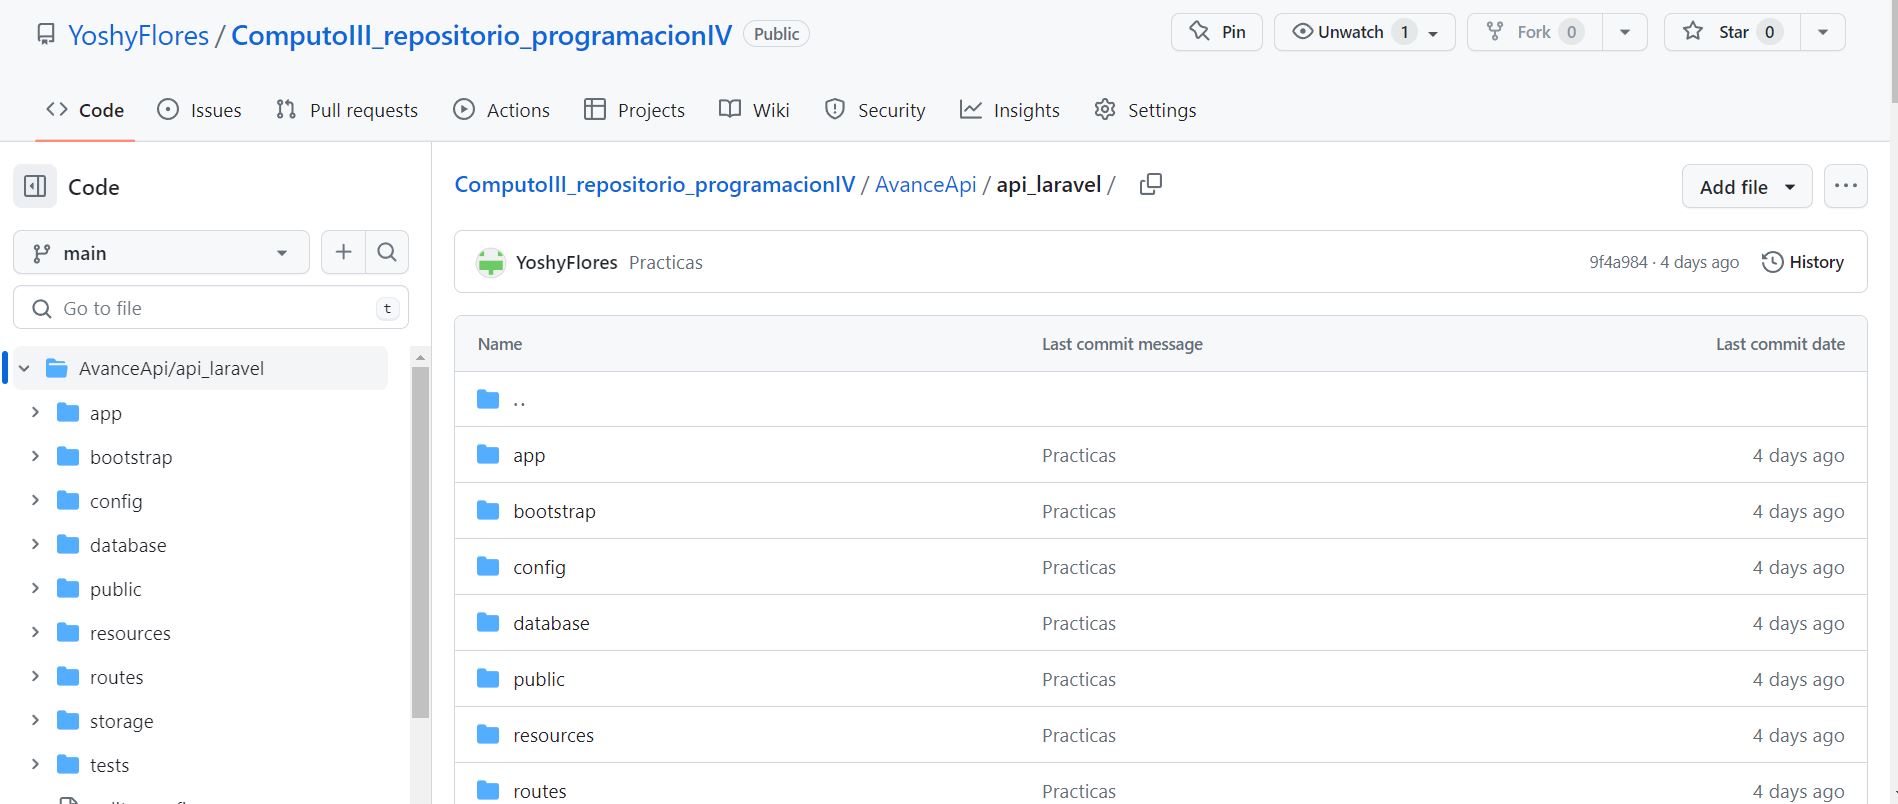 YoshyFlores / ComputoIII_repositorio_programacionIV Public
Pin Unwatch 1 Fork 0 Star 0
Code Issues Pull requests Actions Projects Wiki Security Insights Settings
Code
main
Go to file t
AvanceApi/api_laravel
app
bootstrap
config
database
public
resources
routes
storage
tests
ComputoIII_repositorio_programacionIV / AvanceApi / api_laravel /
Add file ...
YoshyFlores Practicas 9f4a984 · 4 days ago History
Name Last commit message Last commit date
..
app Practicas 4 days ago
bootstrap Practicas 4 days ago
config Practicas 4 days ago
database Practicas 4 days ago
public Practicas 4 days ago
resources Practicas 4 days ago
routes Practicas 4 days ago